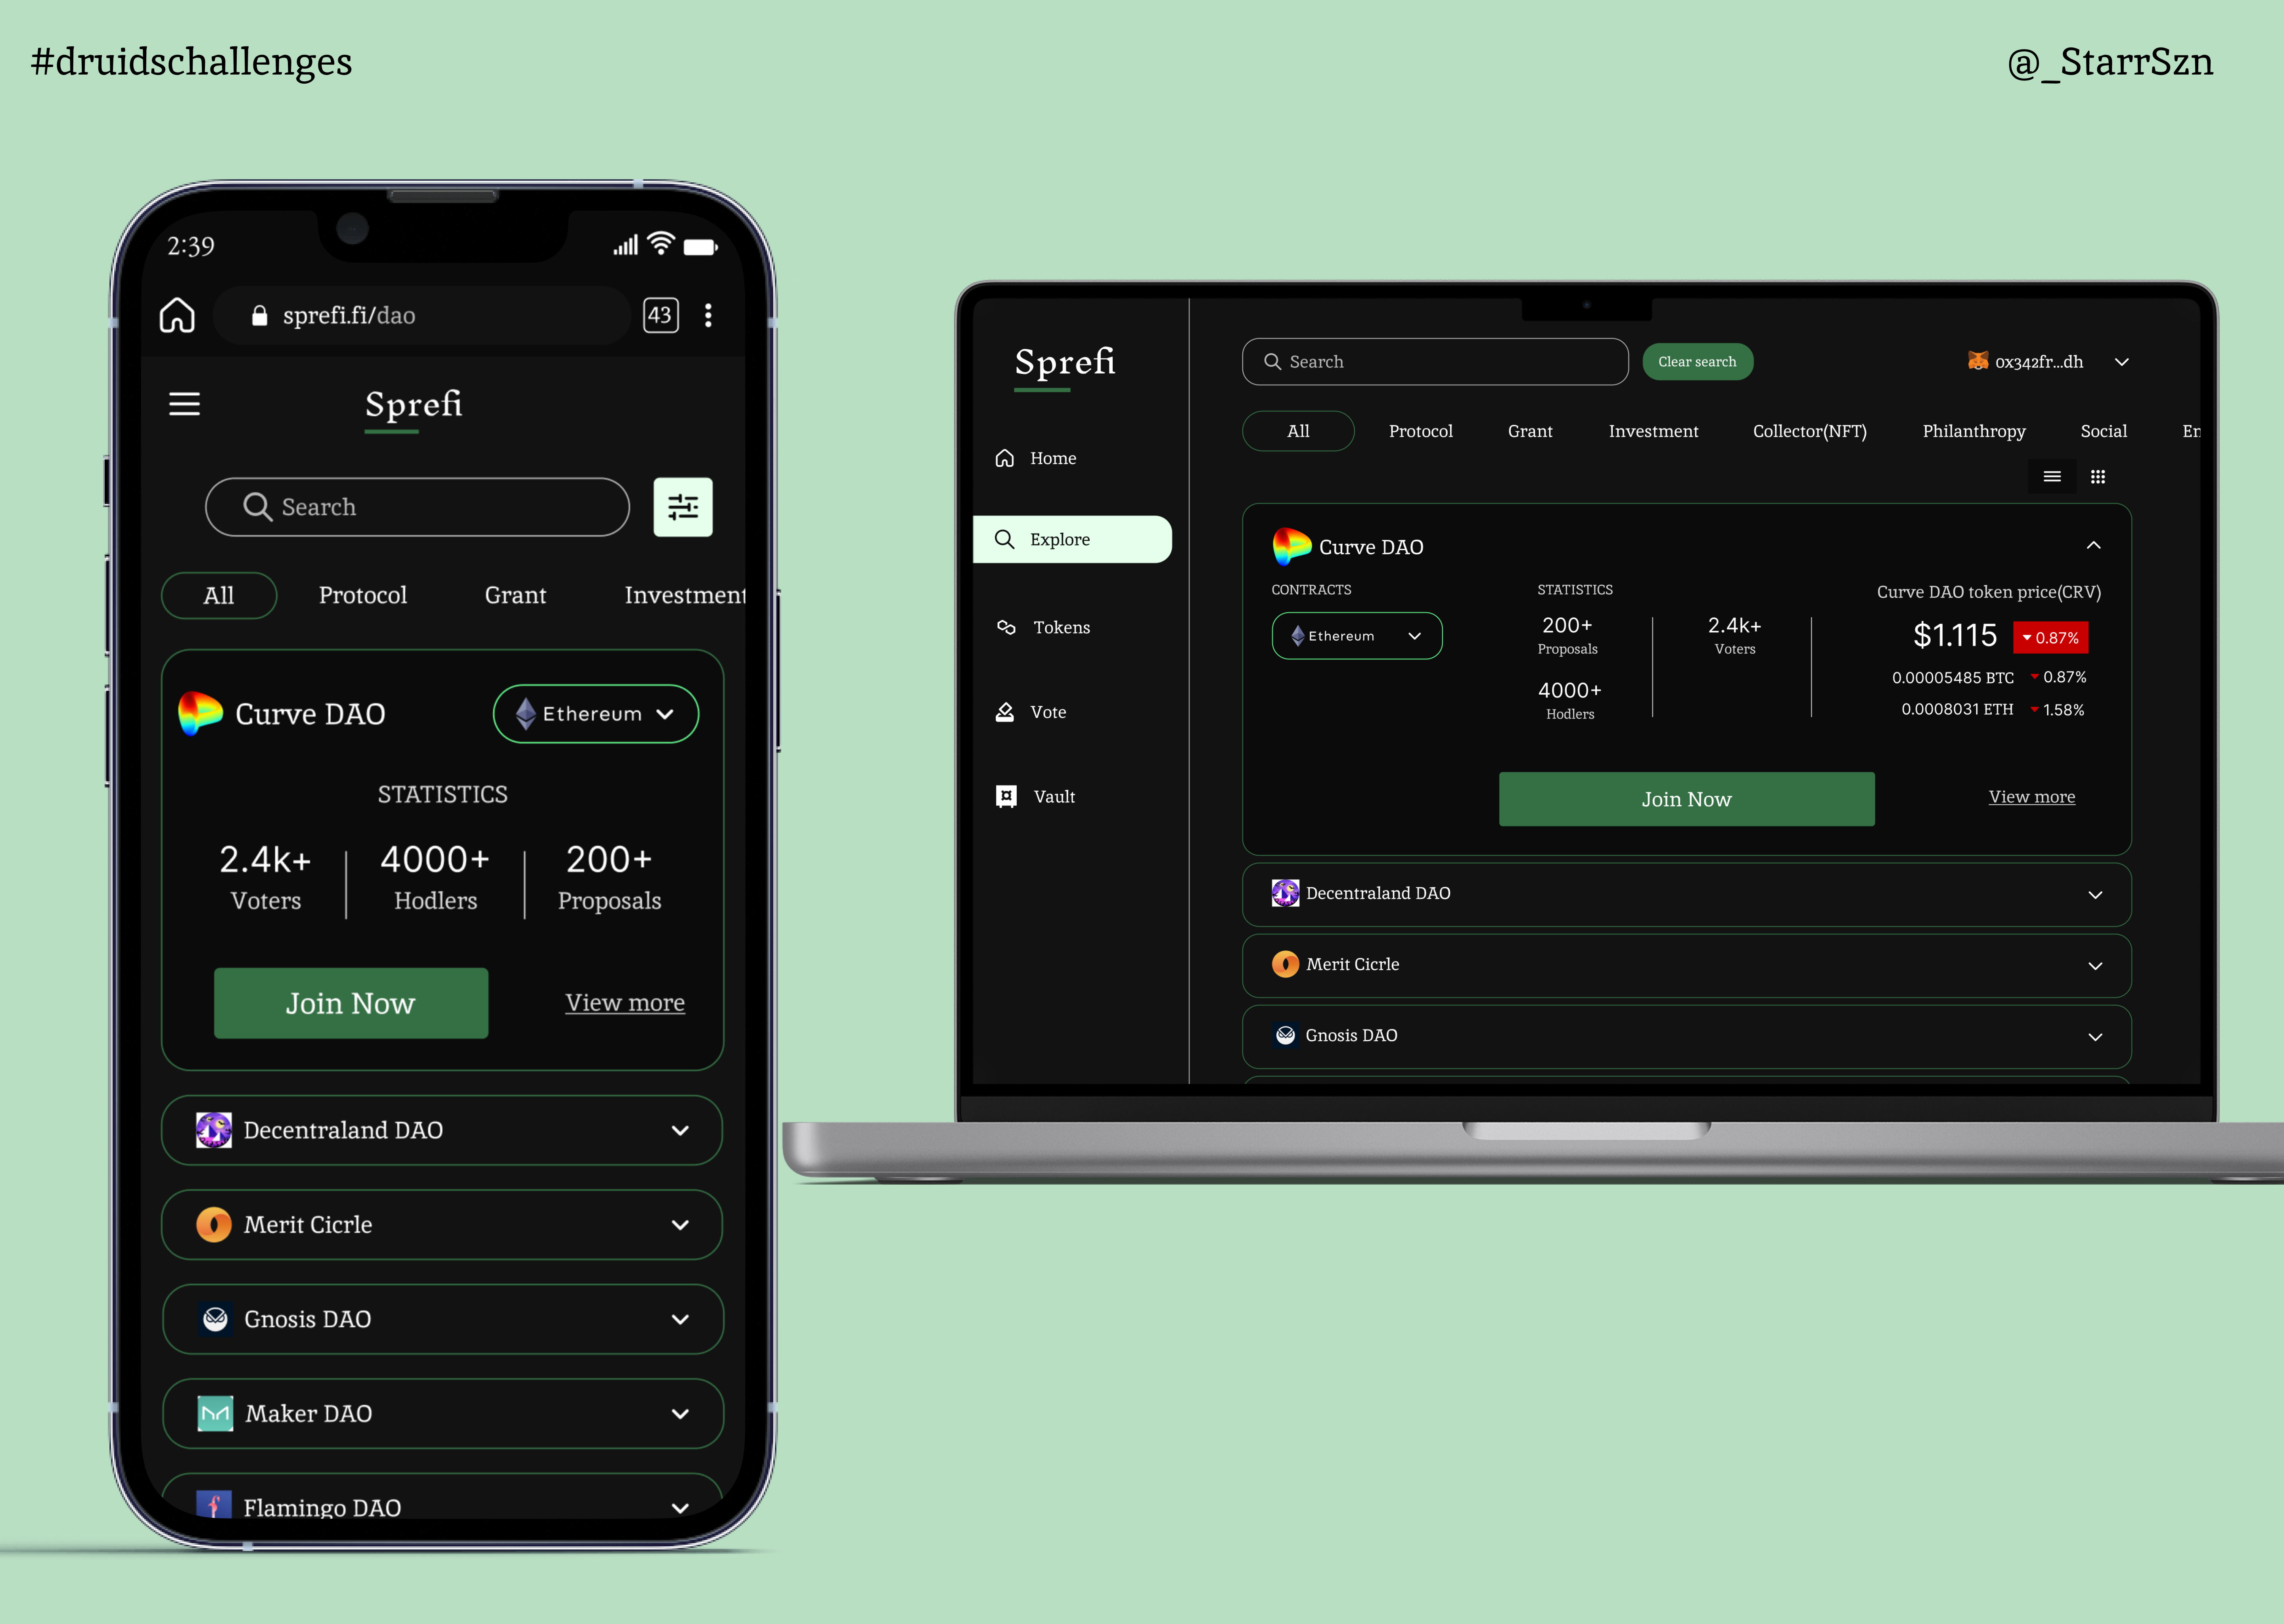 #druidschallenges
@_StarrSzn
2:39
sprefi.fi/dao
43
Sprefi
Search
All Protocol Grant Investment
Curve DAO
Ethereum
STATISTICS
2.4k+ 4000+ 200+
Voters Hodlers Proposals
Join Now
View more
Decentraland DAO
Merit Cicrle
Gnosis DAO
Maker DAO
Flamingo DAO
Sprefi
Home
Explore
Tokens
Vote
Vault
Search
Clear search
0x342fr...dh
All Protocol Grant Investment Collector(NFT) Philanthropy Social En
Curve DAO
CONTRACTS
Ethereum
STATISTICS
200+
Proposals
4000+
Hodlers
2.4k+
Voters
Curve DAO token price(CRV)
$1.115 0.87%
0.00005485 BTC 0.87%
0.0008031 ETH 1.58%
Join Now
View more
Decentraland DAO
Merit Cicrle
Gnosis DAO